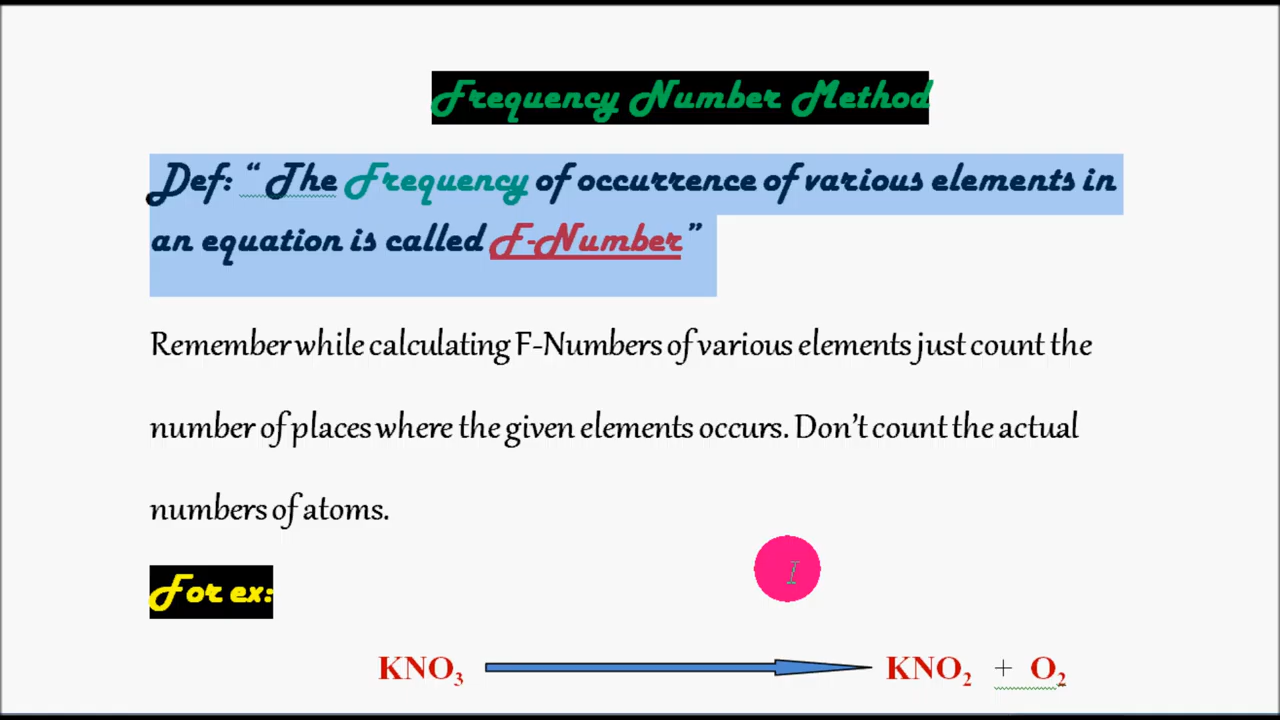 Frequency Number Method
Def: “ The Frequency of occurrence of various elements in
an equation is called F-Number”
Remember while calculating F-Numbers of various elements just count the
number of places where the given elements occurs. Don’t count the actual
numbers of atoms.
For ex:
KNO₃ KNO₂ + O₂